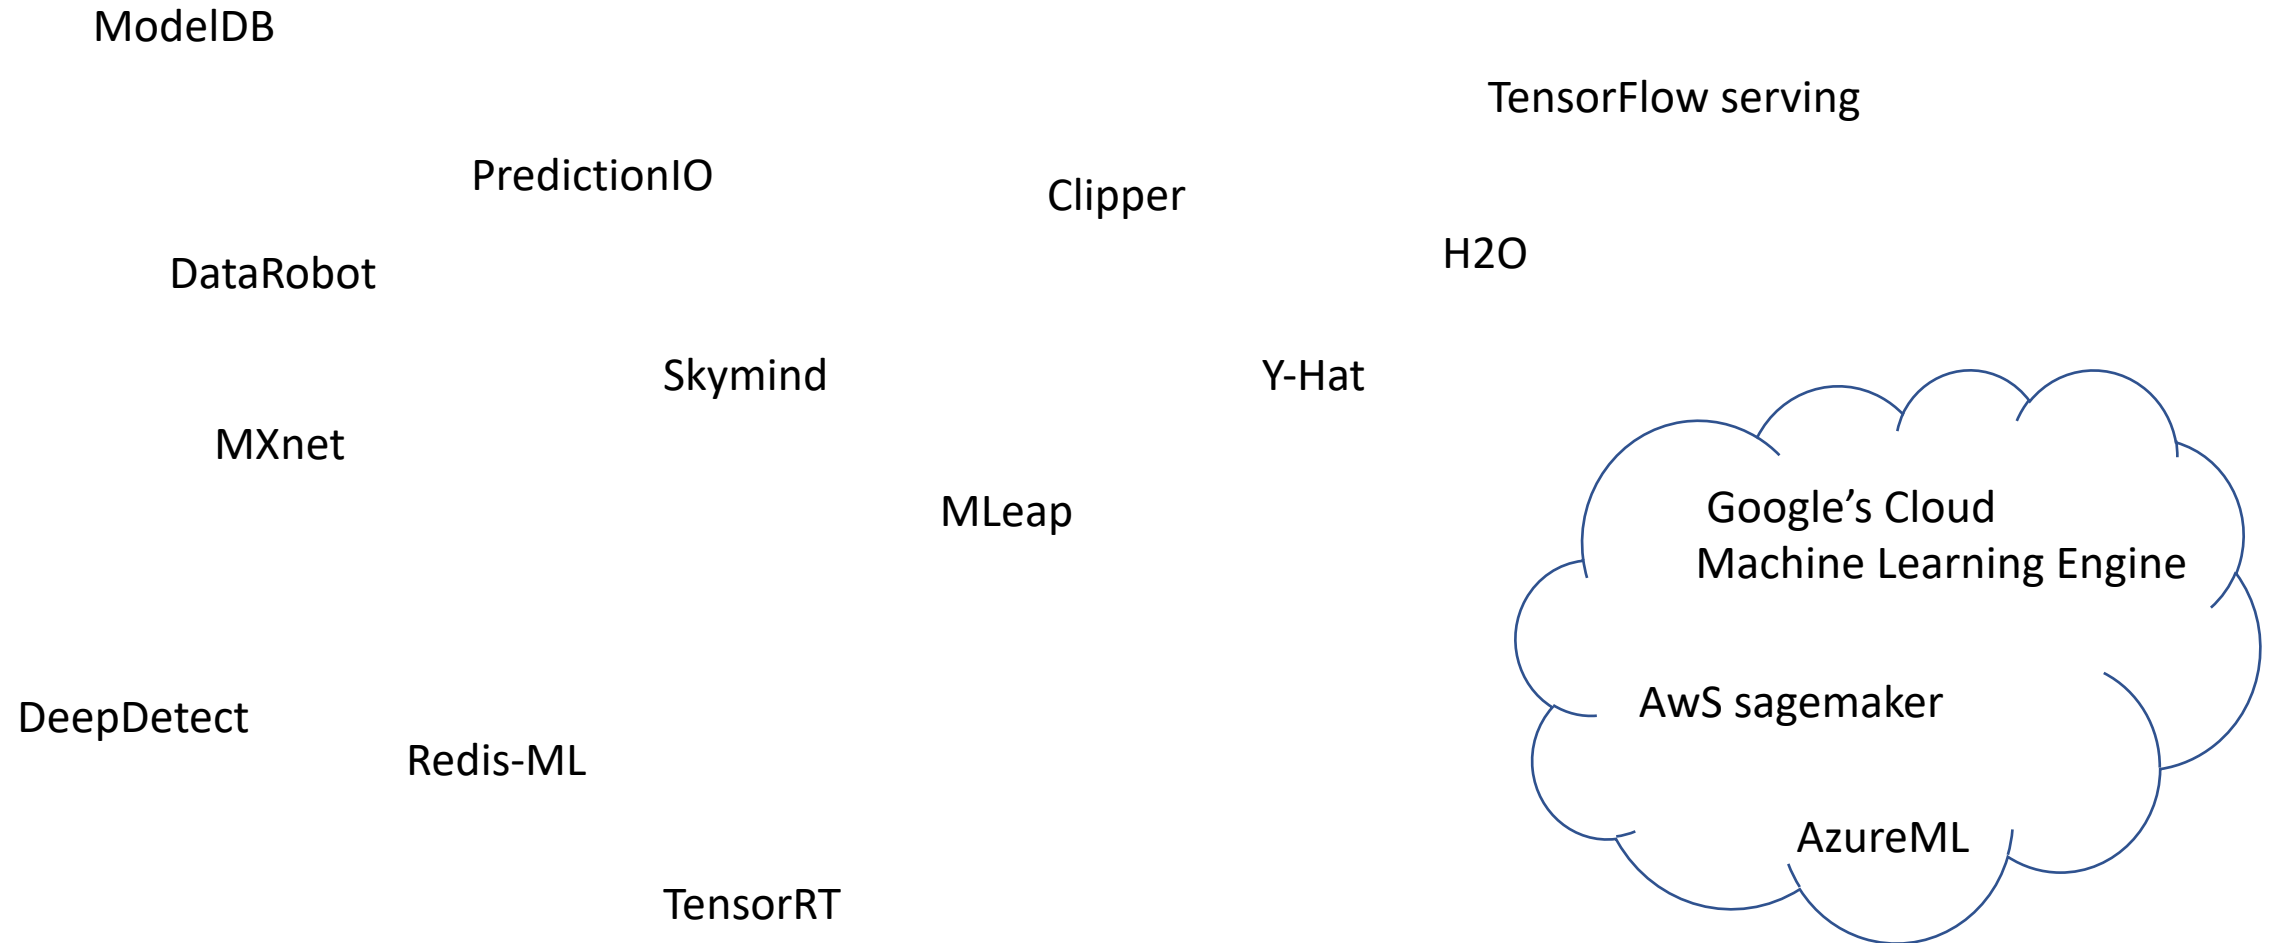 ModelDB
TensorFlow serving
PredictionIO
Clipper
H2O
DataRobot
Skymind
Y-Hat
MXnet
MLeap
Google’s Cloud
Machine Learning Engine
AwS sagemaker
DeepDetect
Redis-ML
AzureML
TensorRT